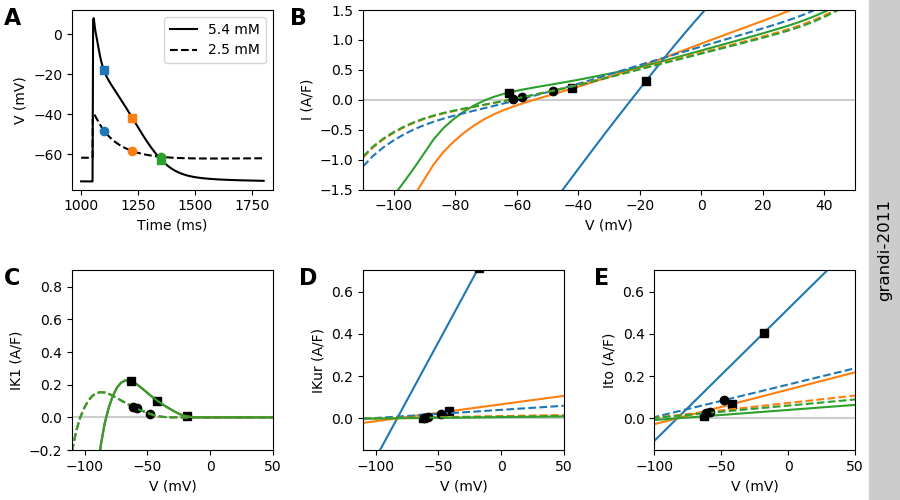 A
V (mV)
0
−20
−40
−60
5.4 mM
2.5 mM
1000 1250 1500 1750
Time (ms)
B
I (A/F)
1.5
1.0
0.5
0.0
−0.5
−1.0
−1.5
−100 −80 −60 −40 −20 0 20 40
V (mV)
C
IK1 (A/F)
0.8
0.6
0.4
0.2
0.0
−0.2
−100 −50 0 50
V (mV)
D
IKur (A/F)
0.6
0.4
0.2
0.0
−100 −50 0 50
V (mV)
E
Ito (A/F)
0.6
0.4
0.2
0.0
−100 −50 0 50
V (mV)
grandi-2011